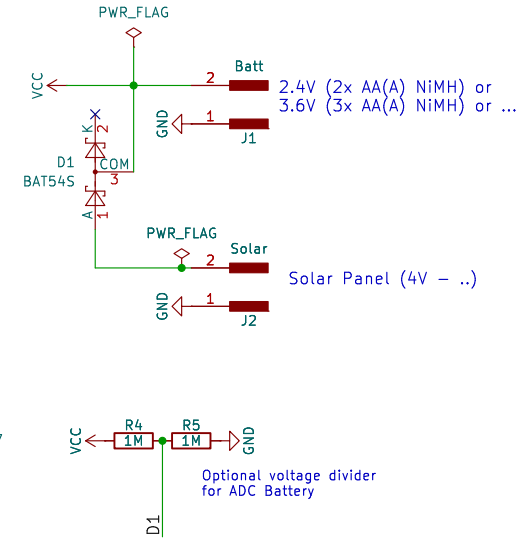 PWR_FLAG
VCC
Batt
2
2.4V (2x AA(A) NiMH) or
3.6V (3x AA(A) NiMH) or ...
GND
1
J1
K
2
D1
COM
BAT54S
3
A
1
PWR_FLAG
Solar
2
Solar Panel (4V - ..)
GND
1
J2
R4
R5
VCC
1M
1M
GND
Optional voltage divider
for ADC Battery
D1